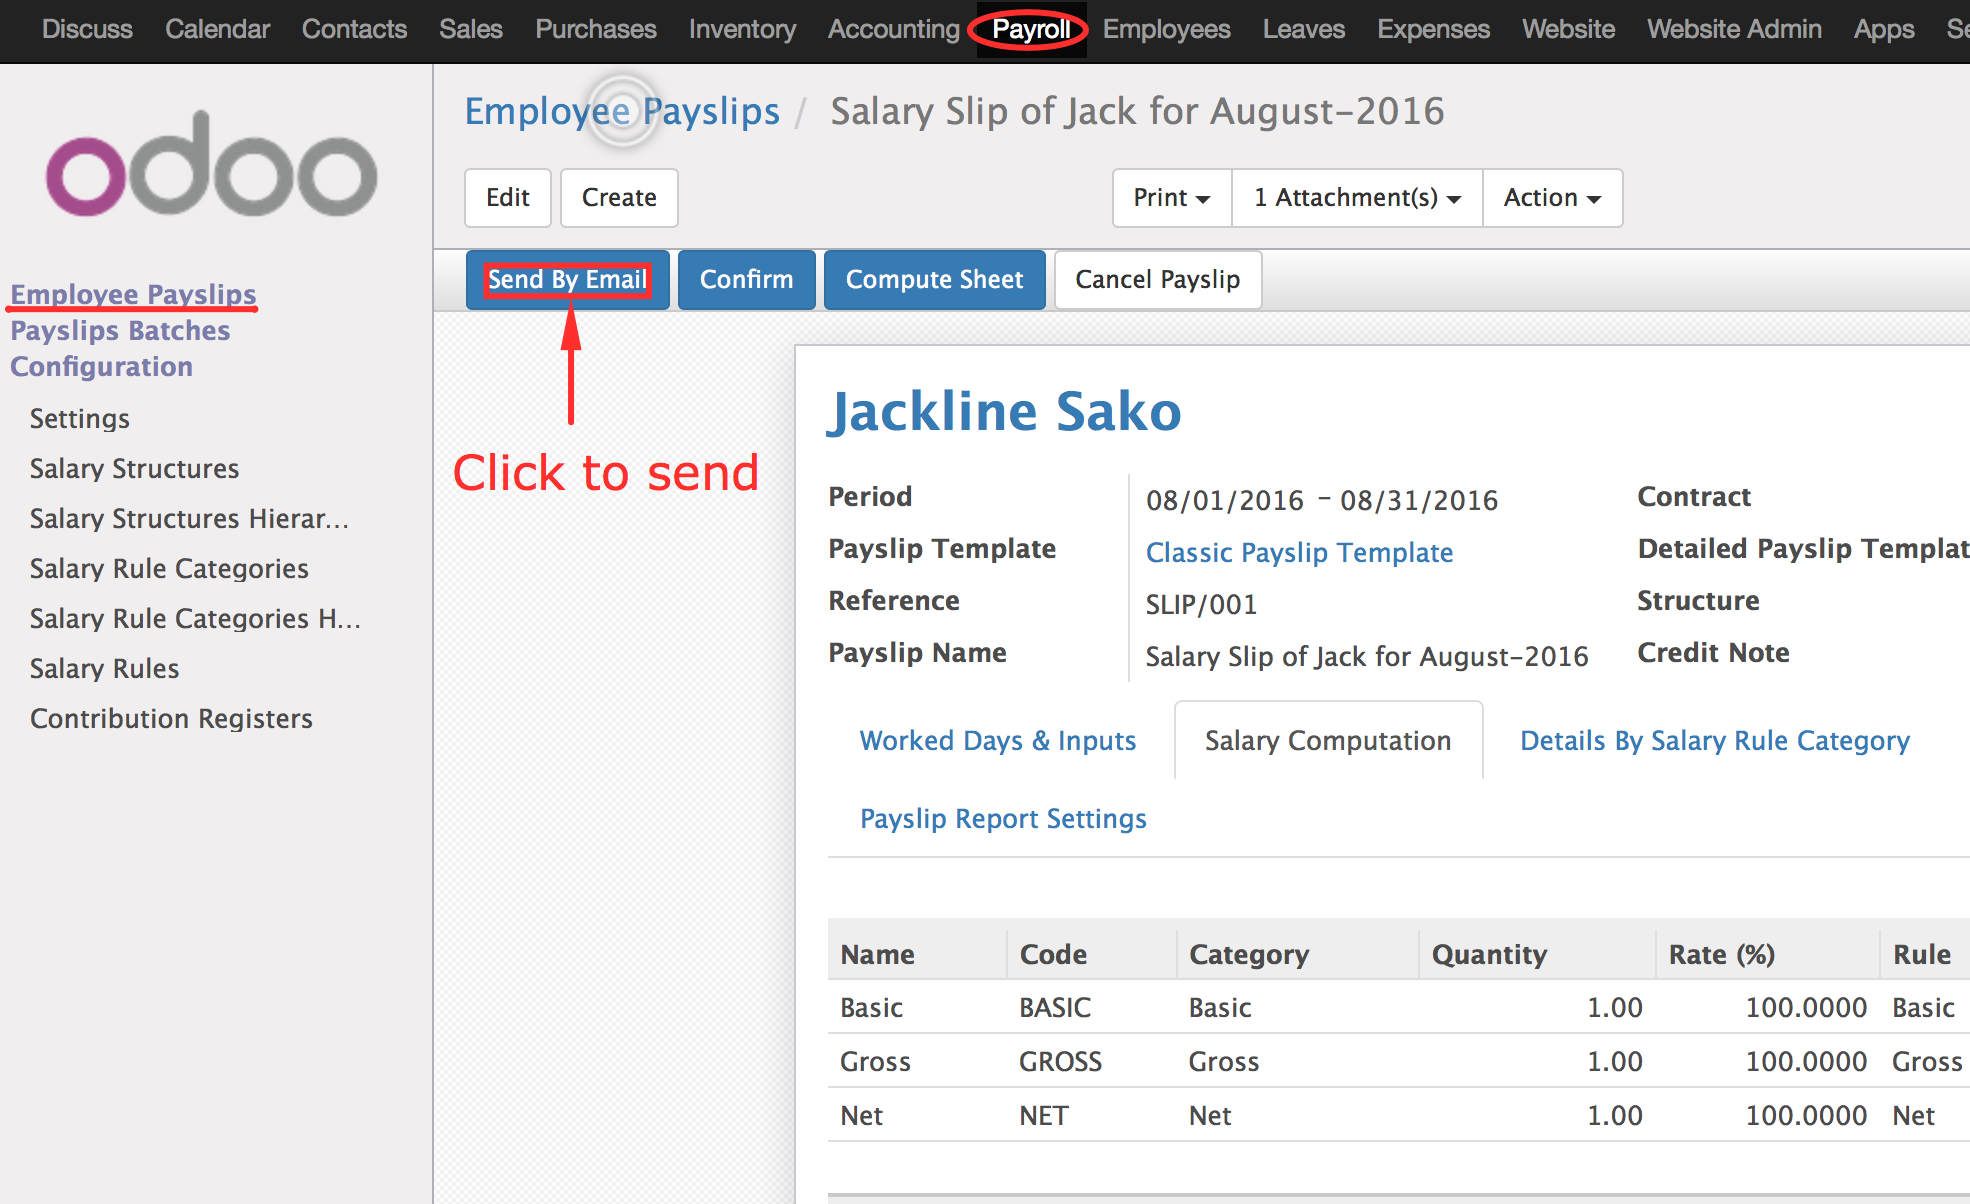 Discuss Calendar Contacts Sales Purchases Inventory Accounting Payroll Employees Leaves Expenses Website Website Admin Apps Se
odoo
Employee Payslips / Salary Slip of Jack for August-2016
Edit Create Print 1 Attachment(s) Action
Send By Email Confirm Compute Sheet Cancel Payslip
Click to send
Employee Payslips
Payslips Batches
Configuration
Settings
Salary Structures
Salary Structures Hierar...
Salary Rule Categories
Salary Rule Categories H...
Salary Rules
Contribution Registers
Jackline Sako
Period 08/01/2016 - 08/31/2016 Contract
Payslip Template Classic Payslip Template Detailed Payslip Templat
Reference SLIP/001 Structure
Payslip Name Salary Slip of Jack for August-2016 Credit Note
Worked Days & Inputs Salary Computation Details By Salary Rule Category
Payslip Report Settings
Name Code Category Quantity Rate (%) Rule
Basic BASIC Basic 1.00 100.0000 Basic
Gross GROSS Gross 1.00 100.0000 Gross
Net NET Net 1.00 100.0000 Net